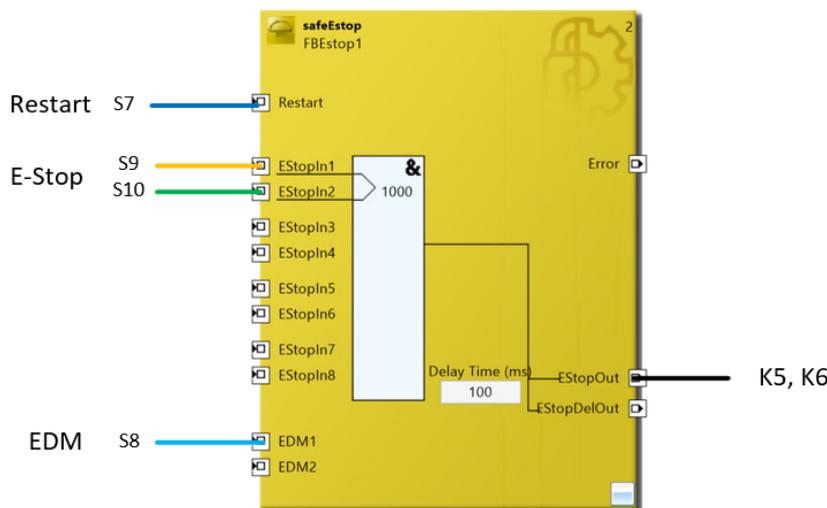 safeEstop
2
FBEstop1
Restart S7 Restart
E-Stop
S9 EStopIn1
S10 EStopIn2
&
1000
Error
EStopIn3
EStopIn4
EStopIn5
EStopIn6
EStopIn7
EStopIn8
Delay Time (ms)
100
EStopOut
K5, K6
EStopDelOut
EDM S8 EDM1
EDM2